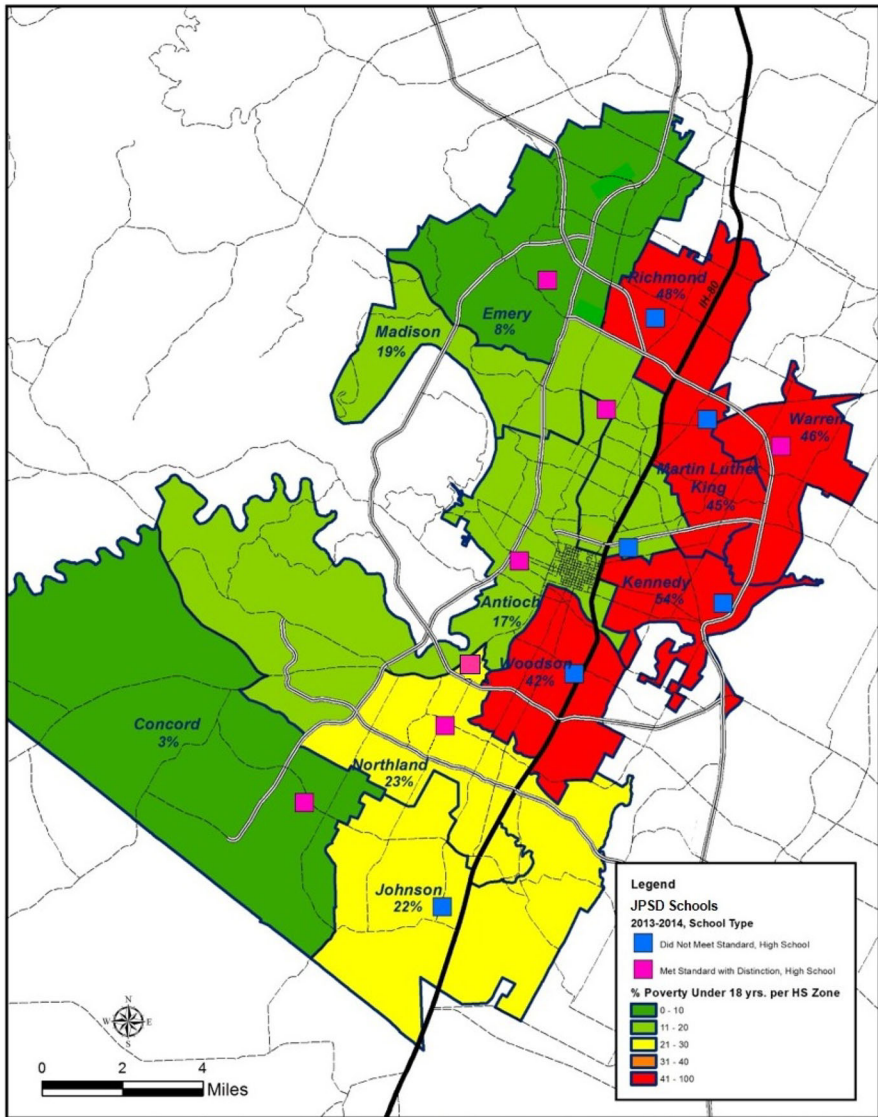 Richmond
48%
IH-80
Emery
8%
Madison
19%
Warren
46%
Martin Luther
King
45%
Kennedy
54%
Antioch
17%
Woodson
42%
Concord
3%
Northland
23%
Johnson
22%
Legend
JPSD Schools
2013-2014, School Type
Did Not Meet Standard, High School
Met Standard with Distinction, High School
% Poverty Under 18 yrs. per HS Zone
0 - 10
11 - 20
21 - 30
31 - 40
41 - 100
N
W E
S
0 2 4
Miles